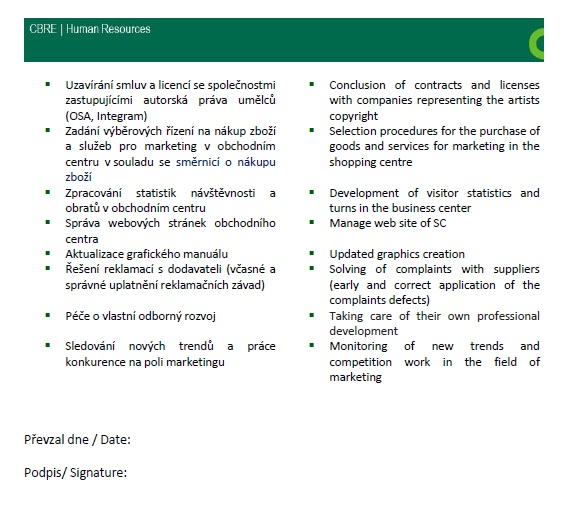 CBRE | Human Resources
Uzavírání smluv a licencí se společnostmi
zastupujícími autorská práva umělců
(OSA, Integram)
Zadání výběrových řízení na nákup zboží
a služeb pro marketing v obchodním
centru v souladu se směrnicí o nákupu
zboží
Zpracování statistik návštěvnosti a
obratů v obchodním centru
Správa webových stránek obchodního
centra
Aktualizace grafického manuálu
Řešení reklamací s dodavateli (včasné a
správné uplatnění reklamačních závad)
Péče o vlastní odborný rozvoj
Sledování nových trendů a práce
konkurence na poli marketingu
Conclusion of contracts and licenses
with companies representing the artists
copyright
Selection procedures for the purchase of
goods and services for marketing in the
shopping centre
Development of visitor statistics and
turns in the business center
Manage web site of SC
Updated graphics creation
Solving of complaints with suppliers
(early and correct application of the
complaints defects)
Taking care of their own professional
development
Monitoring of new trends and
competition work in the field of
marketing
Převzal dne / Date:
Podpis/ Signature: